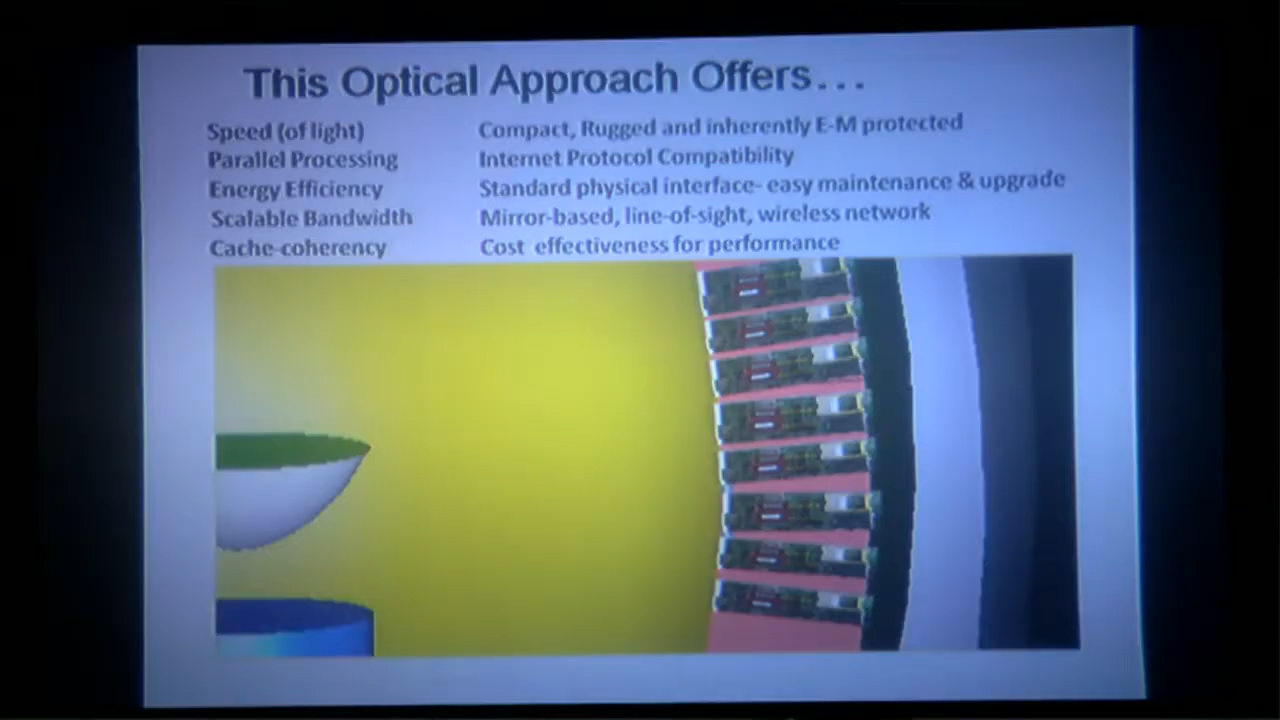 This Optical Approach Offers...
Speed (of light)
Parallel Processing
Energy Efficiency
Scalable Bandwidth
Cache-coherency
Compact, Rugged and inherently E-M protected
Internet Protocol Compatibility
Standard physical interface- easy maintenance & upgrade
Mirror-based, line-of-sight, wireless network
Cost effectiveness for performance